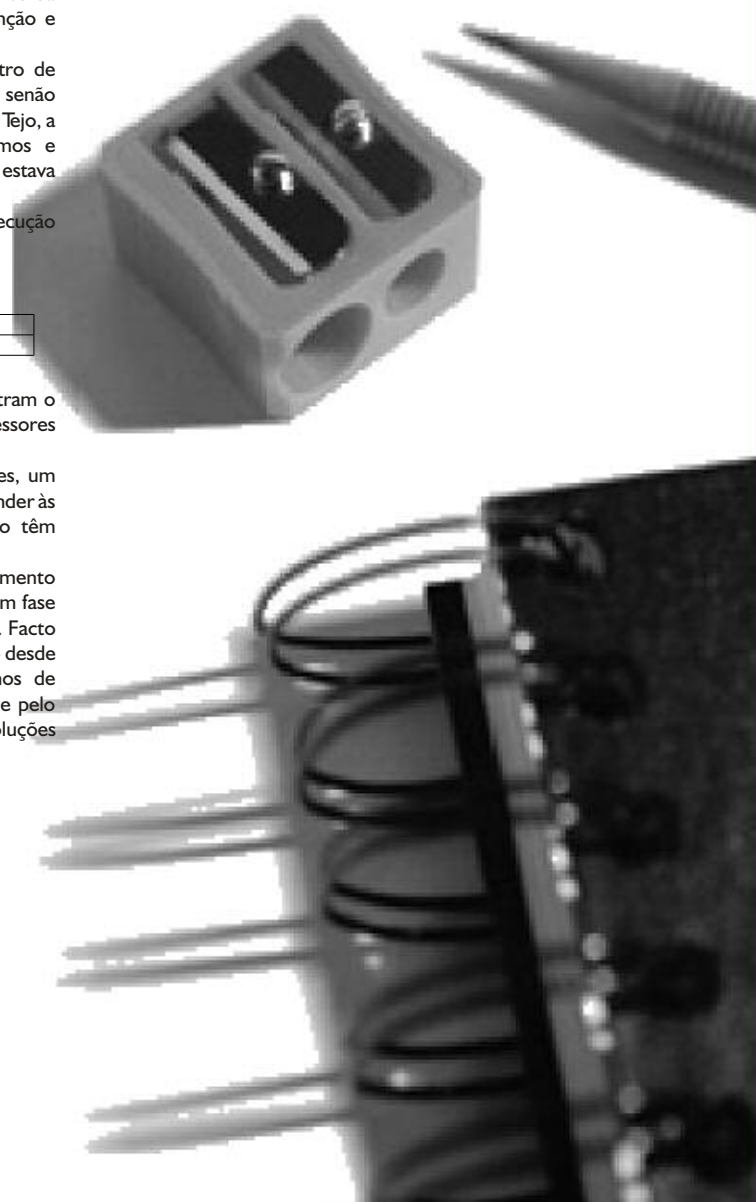 nção e
tro de
senão
Tejo, a
mos e
estava
ecução
tram o
essores
es, um
nder às
o têm
mento
m fase
. Facto
desde
nos de
e pelo
oluções